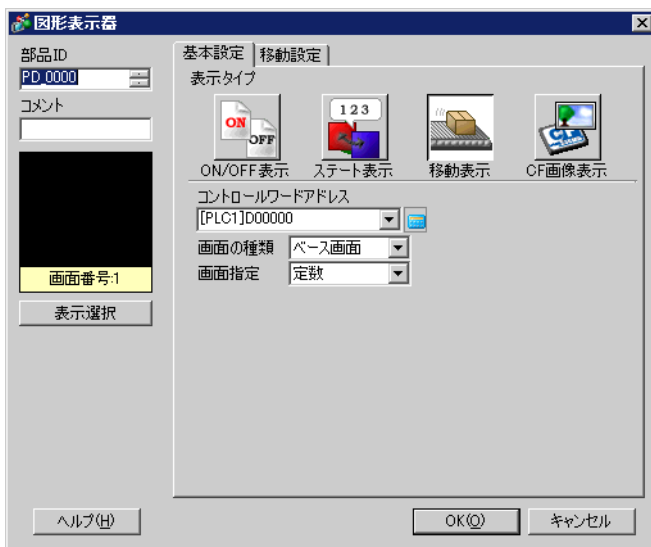 図形表示器
部品ID
PD_0000
コメント
画面番号:1
表示選択
基本設定 移動設定
表示タイプ
ON OFF
123
ON/OFF表示 ステート表示 移動表示 CF画像表示
コントロールワードアドレス
[PLC1]D00000
画面の種類 ベース画面
画面指定 定数
ヘルプ(H) OK(O) キャンセル